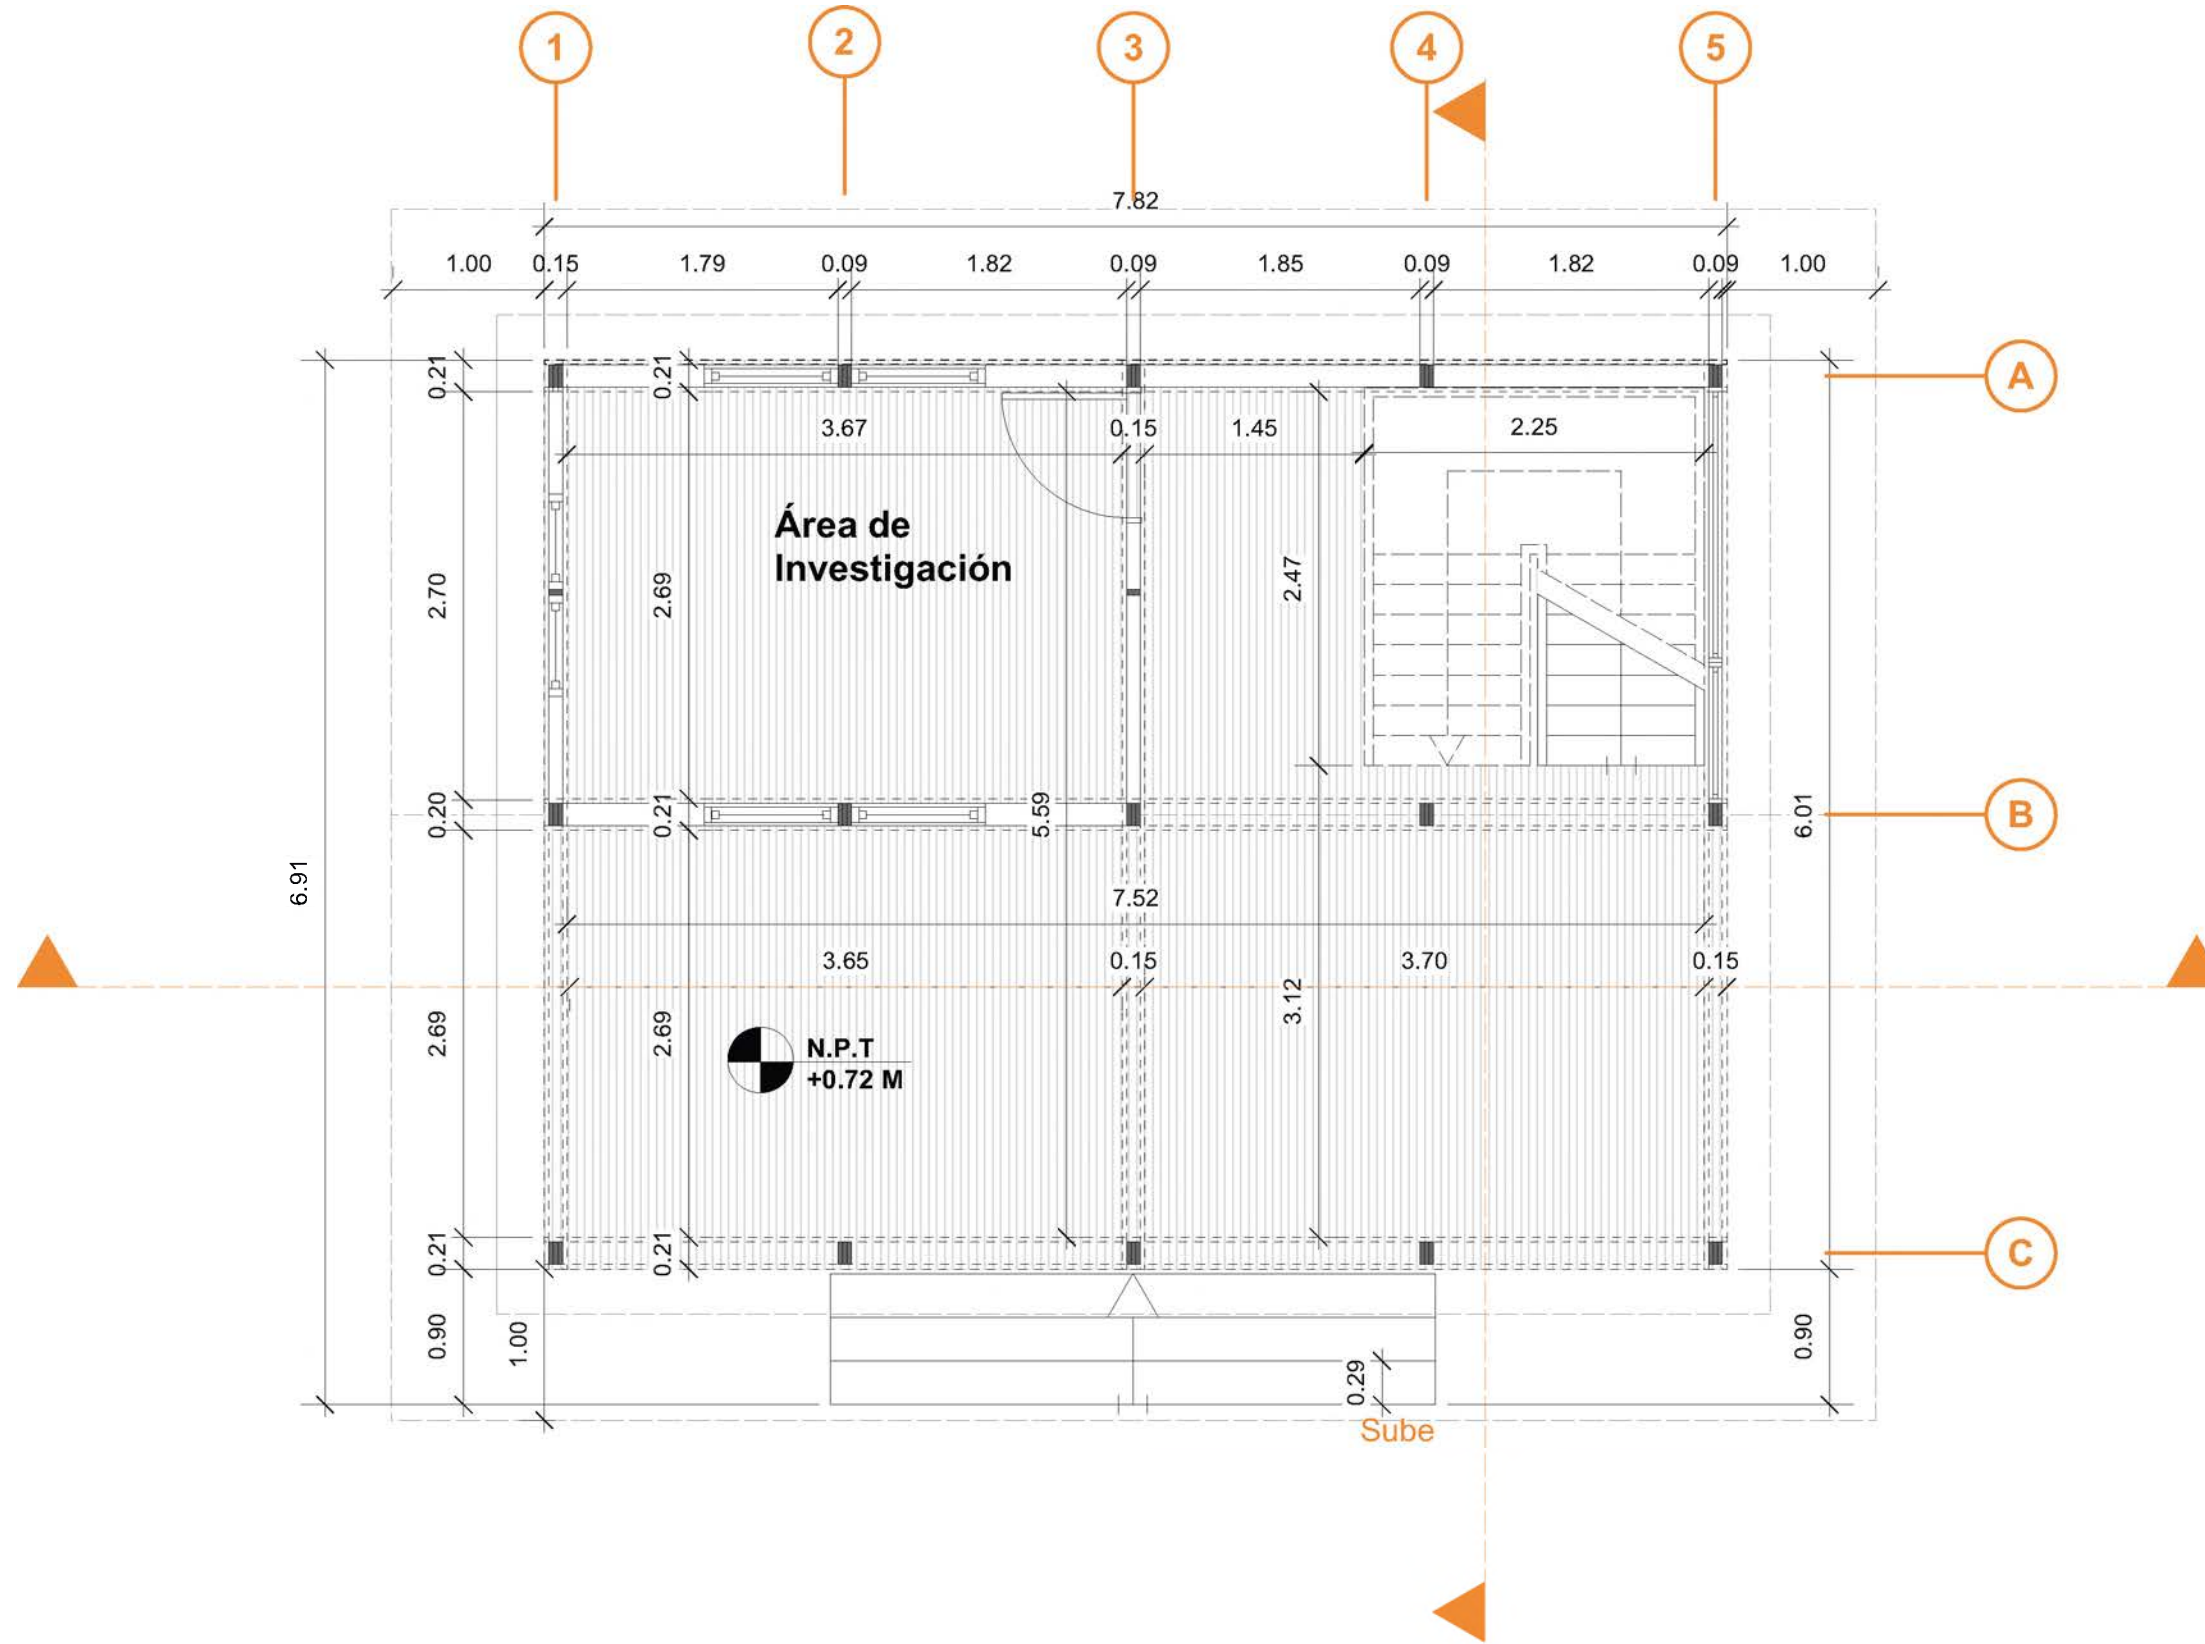 1 2 3 4 5
7.82
1.00 0.15 1.79 0.09 1.82 0.09 1.85 0.09 1.82 0.09 1.00
0.21 0.21
A
3.67 0.15 1.45 2.25
Área de
Investigación
2.70 2.69 2.47
0.20 0.21 5.59 6.01
B
6.91
7.52
3.65 0.15 3.70 0.15
3.12
2.69 2.69
N.P.T
+0.72 M
0.21 0.21
C
0.90 1.00 0.29 0.90
Sube